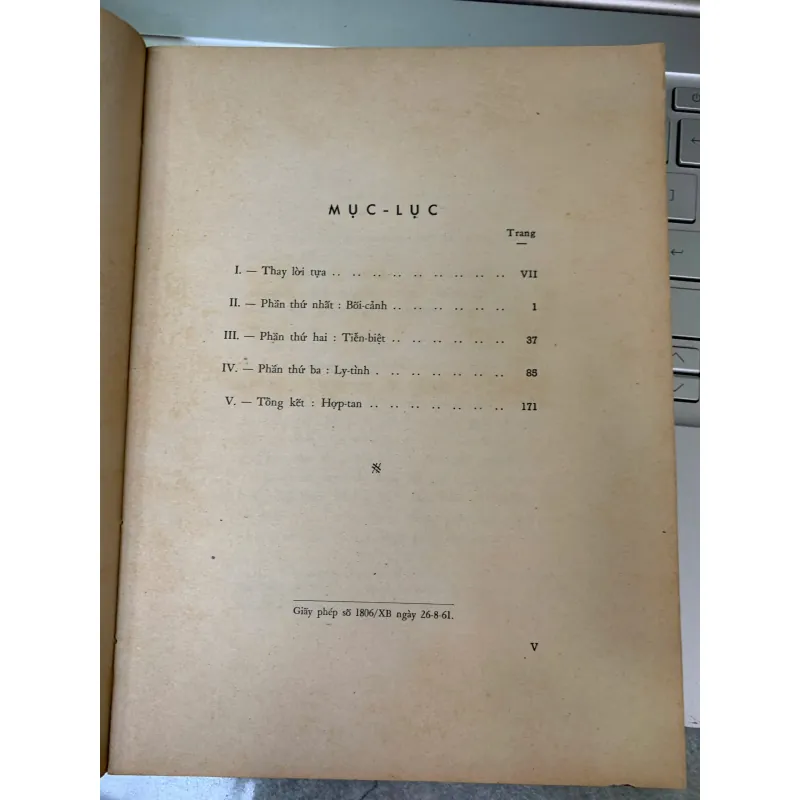 MỤC-LỤC
Trang
I. — Thay lời tựa .. .. .. .. .. .. .. .. .. VII
II. — Phần thứ nhất : Bối-cảnh .. .. .. .. .. .. 1
III. — Phần thứ hai : Tiễn-biệt .. .. .. .. .. .. 37
IV. — Phần thứ ba : Ly-tình . .. .. .. .. .. .. 85
V. — Tổng kết : Hợp-tan .. .. .. .. .. .. .. 171
Giấy phép số 1806/XB ngày 26-8-61.
V